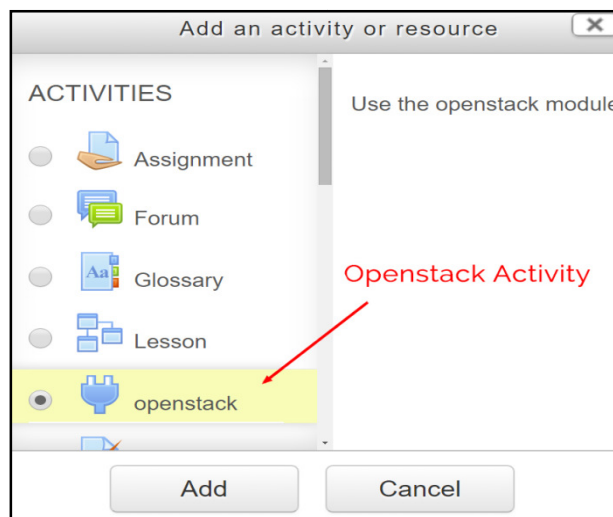 Add an activity or resource
ACTIVITIES
Use the openstack module
Assignment
Forum
Aa
Glossary
Openstack Activity
Lesson
openstack
Add
Cancel